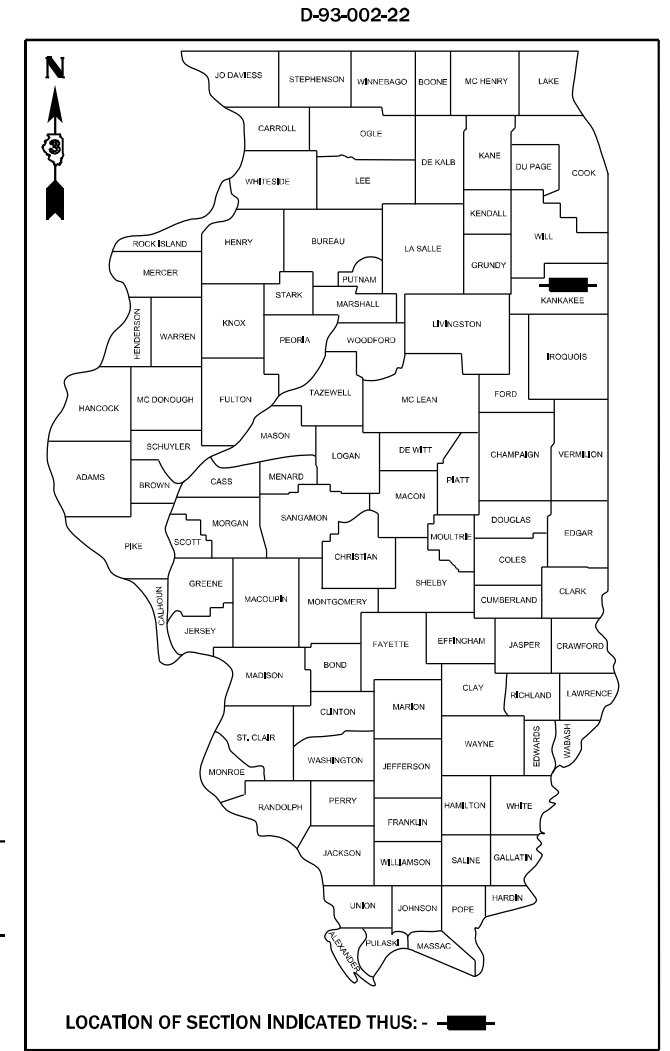 D-93-002-22
N
3
JO DAVIESS STEPHENSON WINNEBAGO BOONE MC HENRY LAKE
CARROLL OGLE DE KALB KANE DU PAGE COOK
WHITESIDE LEE KENDALL WILL
ROCK ISLAND HENRY BUREAU LA SALLE GRUNDY
MERCER PUTNAM KANKAKEE
HENDERSON WARREN KNOX STARK MARSHALL LIVINGSTON
PEORIA WOODFORD IROQUOIS
HANCOCK MC DONOUGH FULTON TAZEWELL MC LEAN FORD
SCHUYLER MASON LOGAN DE WITT CHAMPAIGN VERMILION
ADAMS BROWN CASS MENARD MACON PIATT
PIKE SCOTT MORGAN SANGAMON CHRISTIAN MOULTRIE DOUGLAS EDGAR
COLES
CALHOUN GREENE MACOUPIN MONTGOMERY SHELBY CUMBERLAND CLARK
JERSEY FAYETTE EFFINGHAM JASPER CRAWFORD
MADISON BOND CLAY RICHLAND LAWRENCE
CLINTON MARION
ST. CLAIR WASHINGTON JEFFERSON WAYNE EDWARDS WABASH
MONROE
RANDOLPH PERRY FRANKLIN HAMILTON WHITE
JACKSON WILLIAMSON SALINE GALLATIN
UNION JOHNSON POPE HARDIN
ALEXANDER PULASKI MASSAC
LOCATION OF SECTION INDICATED THUS: -